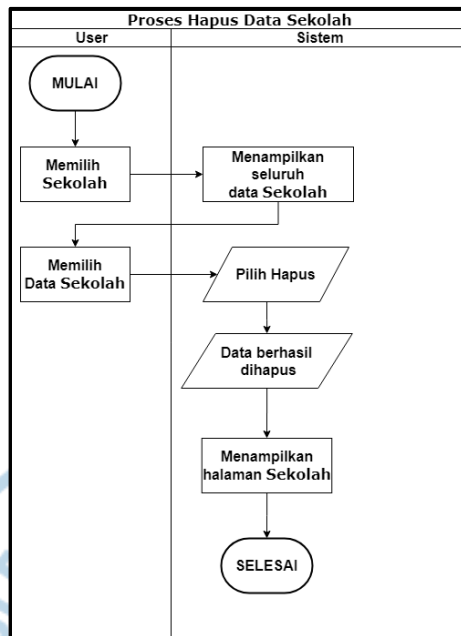 Proses Hapus Data Sekolah
User
Sistem
MULAI
Memilih
Sekolah
Menampilkan
seluruh
data Sekolah
Memilih
Data Sekolah
Pilih Hapus
Data berhasil
dihapus
Menampilkan
halaman Sekolah
SELESAI